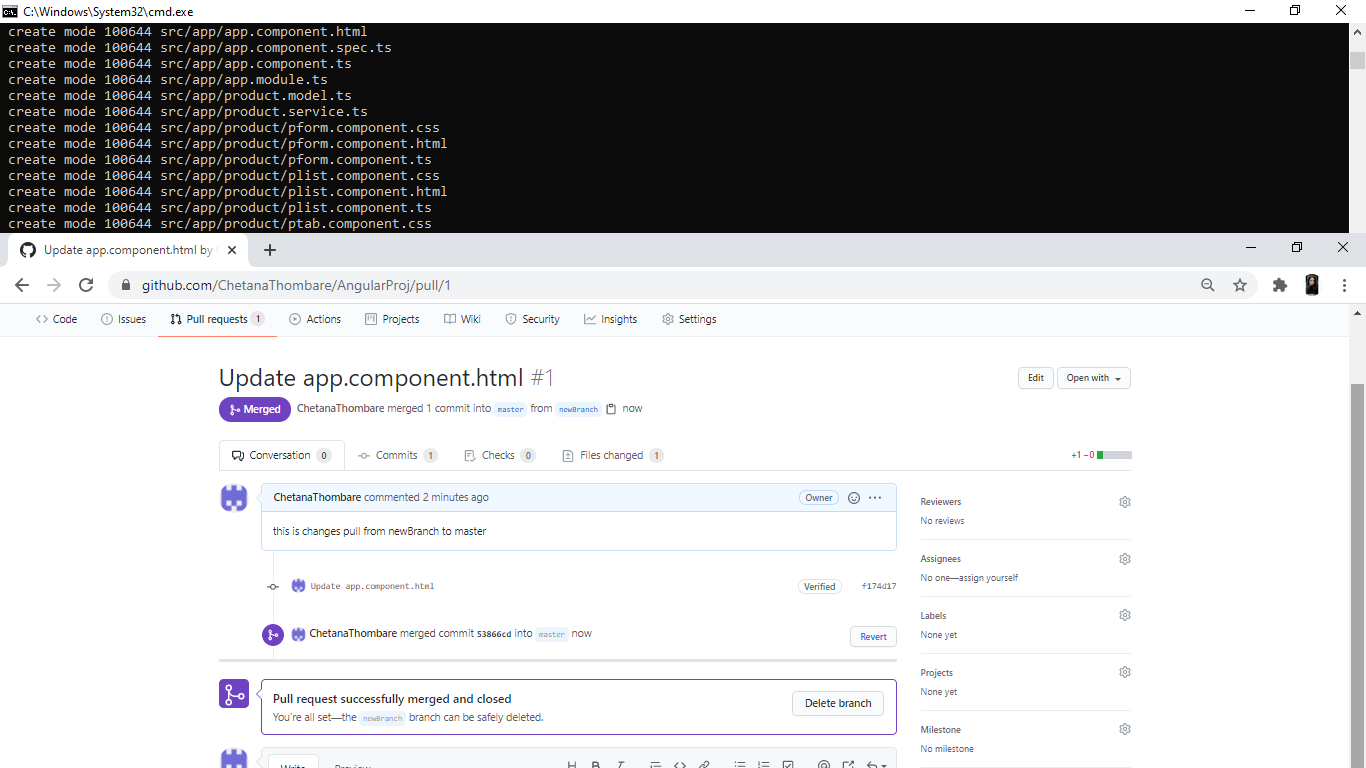 C:\Windows\System32\cmd.exe
create mode 100644 src/app/app.component.html
create mode 100644 src/app/app.component.spec.ts
create mode 100644 src/app/app.component.ts
create mode 100644 src/app/app.module.ts
create mode 100644 src/app/product.model.ts
create mode 100644 src/app/product.service.ts
create mode 100644 src/app/product/pform.component.css
create mode 100644 src/app/product/pform.component.html
create mode 100644 src/app/product/pform.component.ts
create mode 100644 src/app/product/plist.component.css
create mode 100644 src/app/product/plist.component.html
create mode 100644 src/app/product/plist.component.ts
create mode 100644 src/app/product/ptab.component.css
Update app.component.html by
github.com/ChetanaThombare/AngularProj/pull/1
Code Issues Pull requests 1 Actions Projects Wiki Security Insights Settings
Update app.component.html #1 Edit Open with
Merged ChetanaThombare merged 1 commit into master from newBranch now
Conversation 0 Commits 1 Checks 0 Files changed 1 +1 −0
ChetanaThombare commented 2 minutes ago Owner
this is changes pull from newBranch to master
Update app.component.html Verified f174d17
ChetanaThombare merged commit 53866cd into master now Revert
Pull request successfully merged and closed
You're all set—the newBranch branch can be safely deleted. Delete branch
Write Preview
Reviewers
No reviews
Assignees
No one—assign yourself
Labels
None yet
Projects
None yet
Milestone
No milestone